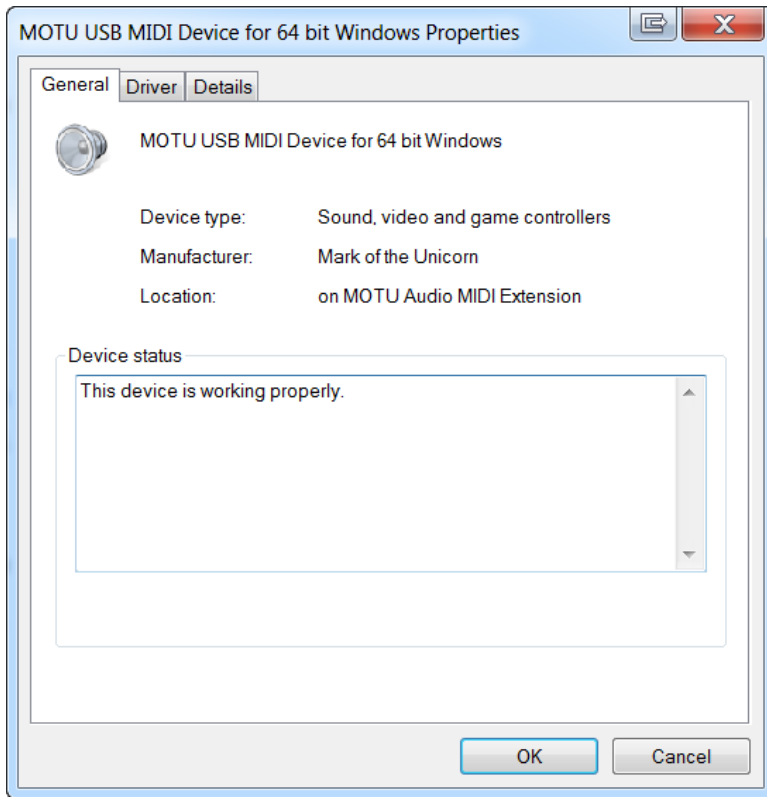 MOTU USB MIDI Device for 64 bit Windows Properties
General Driver Details
MOTU USB MIDI Device for 64 bit Windows
Device type: Sound, video and game controllers
Manufacturer: Mark of the Unicorn
Location: on MOTU Audio MIDI Extension
Device status
This device is working properly.
OK Cancel